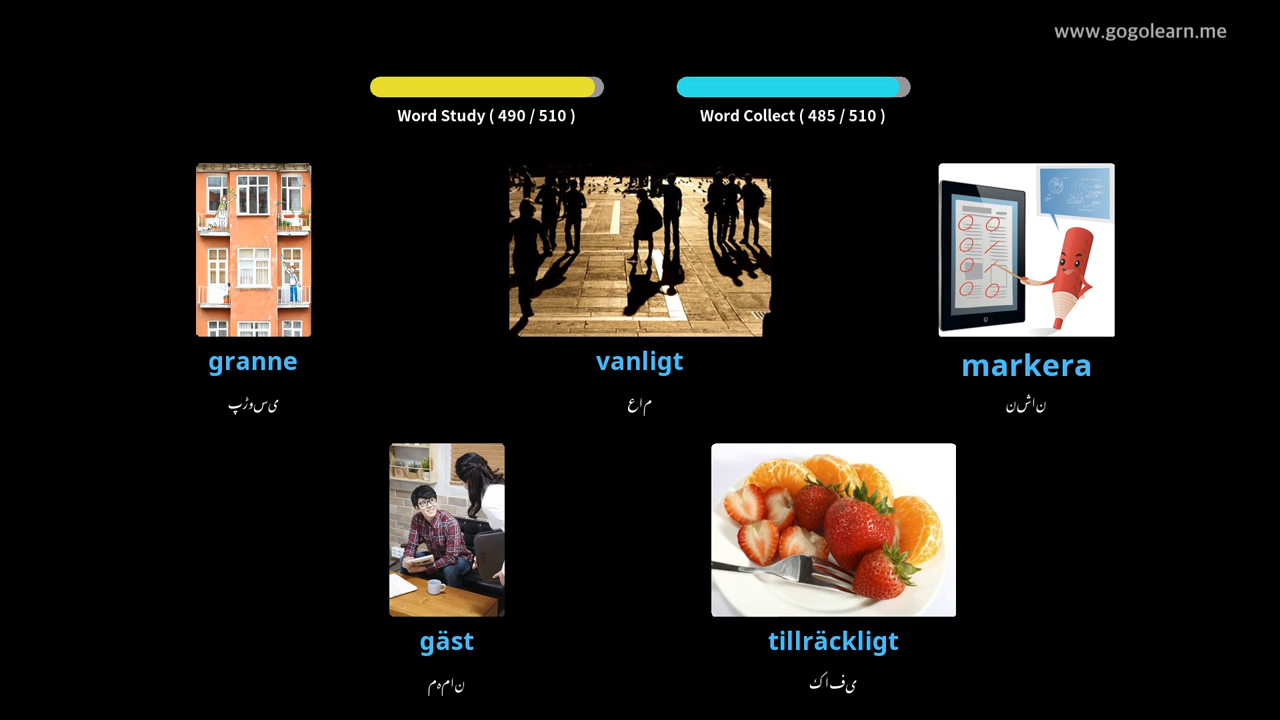 www.gogolearn.me
Word Study ( 490 / 510 )
Word Collect ( 485 / 510 )
granne
vanligt
markera
پڑوسی
عام
نشان
gäst
tillräckligt
مہمان
کافی